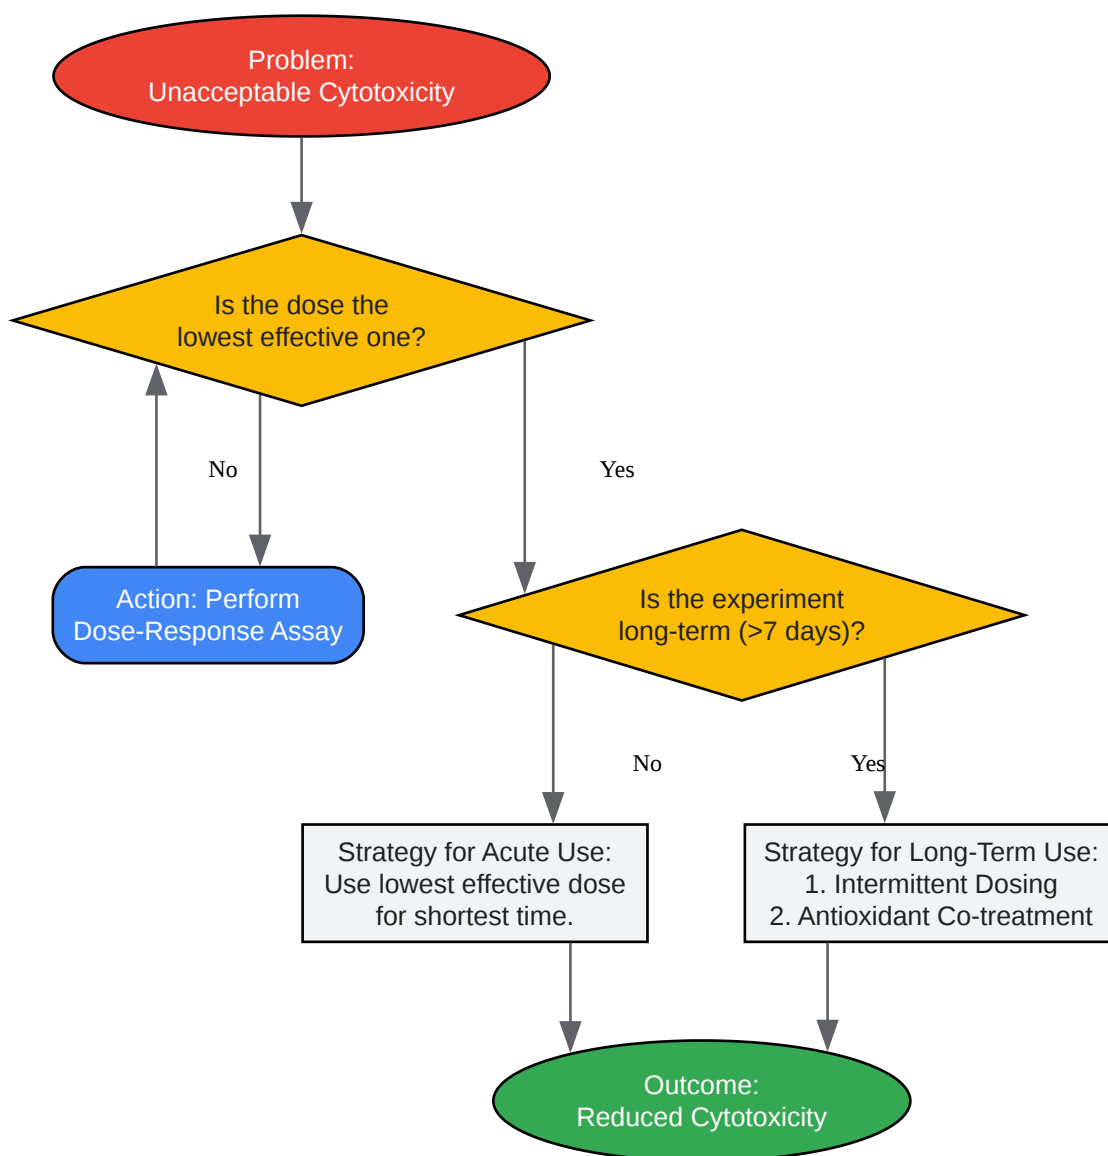 Problem:
Unacceptable Cytotoxicity
Is the dose the
lowest effective one?
No
Yes
Action: Perform
Dose-Response Assay
Is the experiment
long-term (>7 days)?
No
Yes
Strategy for Acute Use:
Use lowest effective dose
for shortest time.
Strategy for Long-Term Use:
1. Intermittent Dosing
2. Antioxidant Co-treatment
Outcome:
Reduced Cytotoxicity